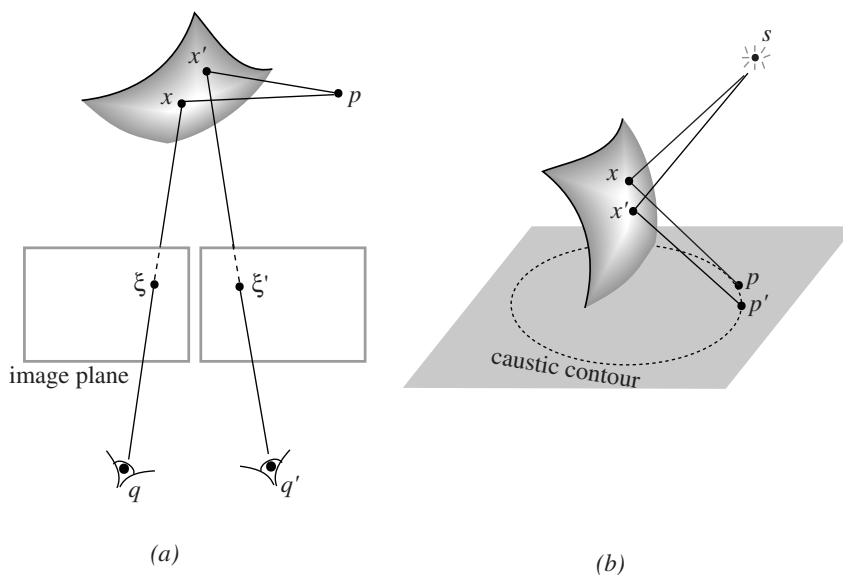 x'
x
p
ξ
ξ'
image plane
q
q'
(a)
s
x
x'
p
p'
caustic contour
(b)